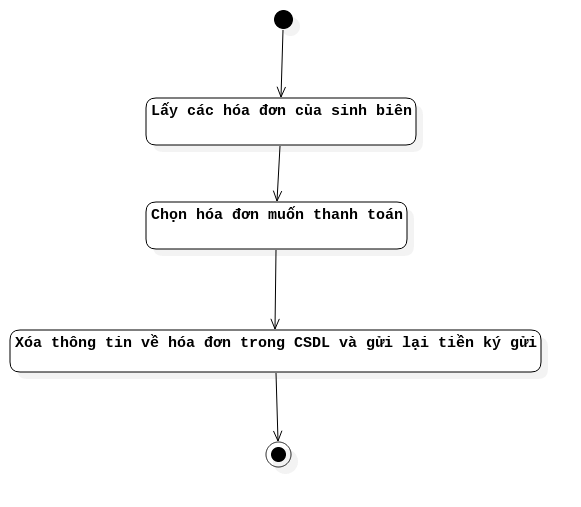 Lấy các hóa đơn của sinh biên
Chọn hóa đơn muốn thanh toán
Xóa thông tin về hóa đơn trong CSDL và gửi lại tiền ký gửi